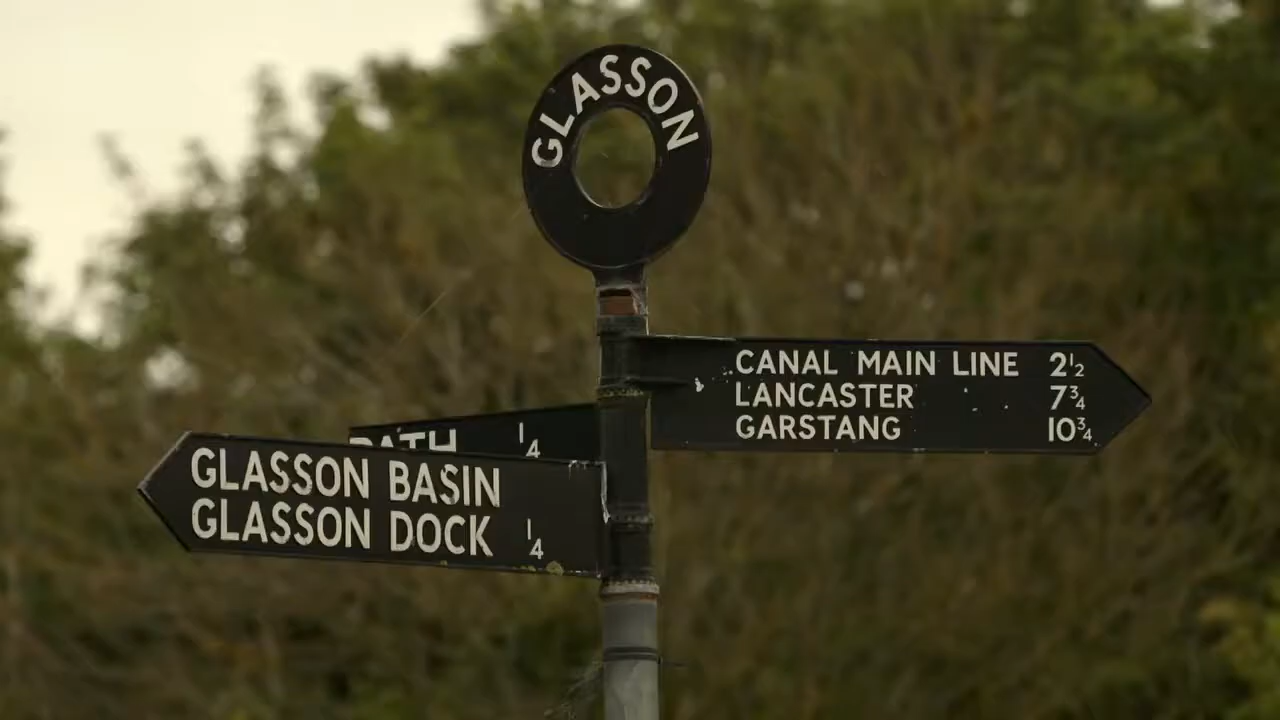 GLASSON
CANAL MAIN LINE 2½
LANCASTER 7¾
GARSTANG 10¾
PATH ¼
GLASSON BASIN
GLASSON DOCK ¼